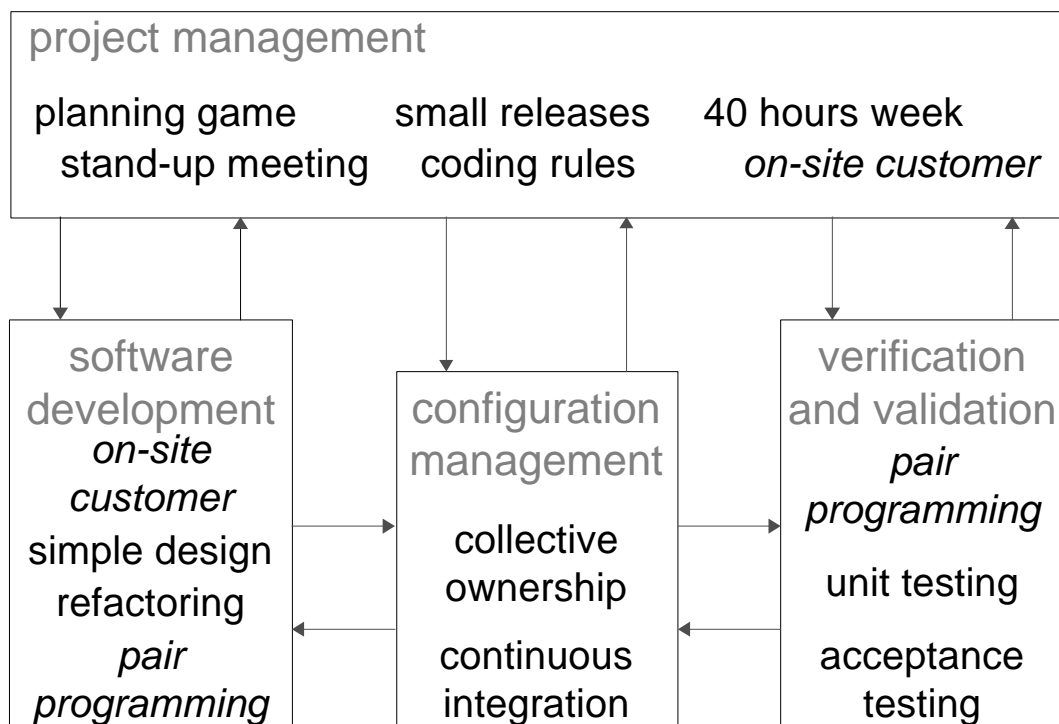 project management
planning game small releases 40 hours week
stand-up meeting coding rules on-site customer
software
development
on-site
customer
simple design
refactoring
pair
programming
configuration
management
collective
ownership
continuous
integration
verification
and validation
pair
programming
unit testing
acceptance
testing